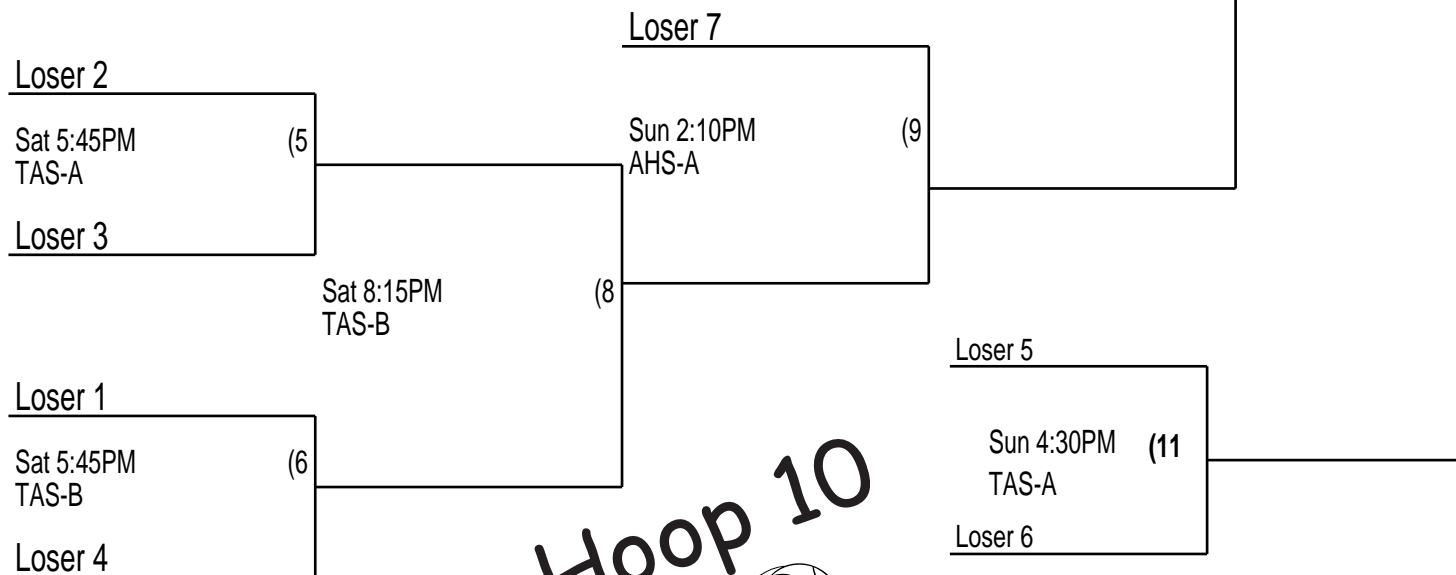 Loser 7
Loser 2
Sat 5:45PM (5
TAS-A
Sun 2:10PM (9
AHS-A
Loser 3
Sat 8:15PM (8
TAS-B
Loser 5
Loser 1
Sun 4:30PM (11
TAS-A
Sat 5:45PM (6
TAS-B
Hoop 10
Loser 6
Loser 4